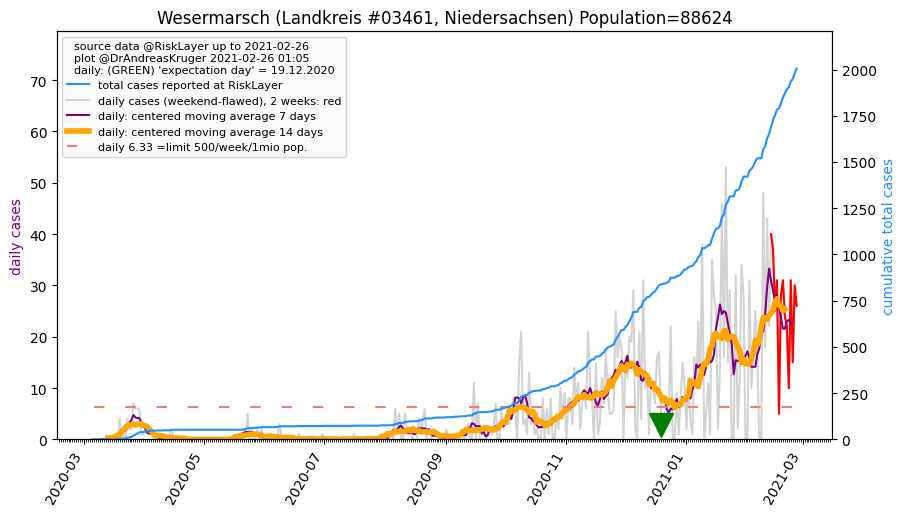 Wesermarsch (Landkreis #03461, Niedersachsen) Population=88624
source data @RiskLayer up to 2021-02-26
plot @DrAndreasKruger 2021-02-26 01:05
daily: (GREEN) 'expectation day' = 19.12.2020
total cases reported at RiskLayer
daily cases (weekend-flawed), 2 weeks: red
daily: centered moving average 7 days
daily: centered moving average 14 days
daily 6.33 =limit 500/week/1mio pop.
daily cases
70
60
50
40
30
20
10
0
cumulative total cases
2000
1750
1500
1250
1000
750
500
250
0
2020-03
2020-05
2020-07
2020-09
2020-11
2021-01
2021-03